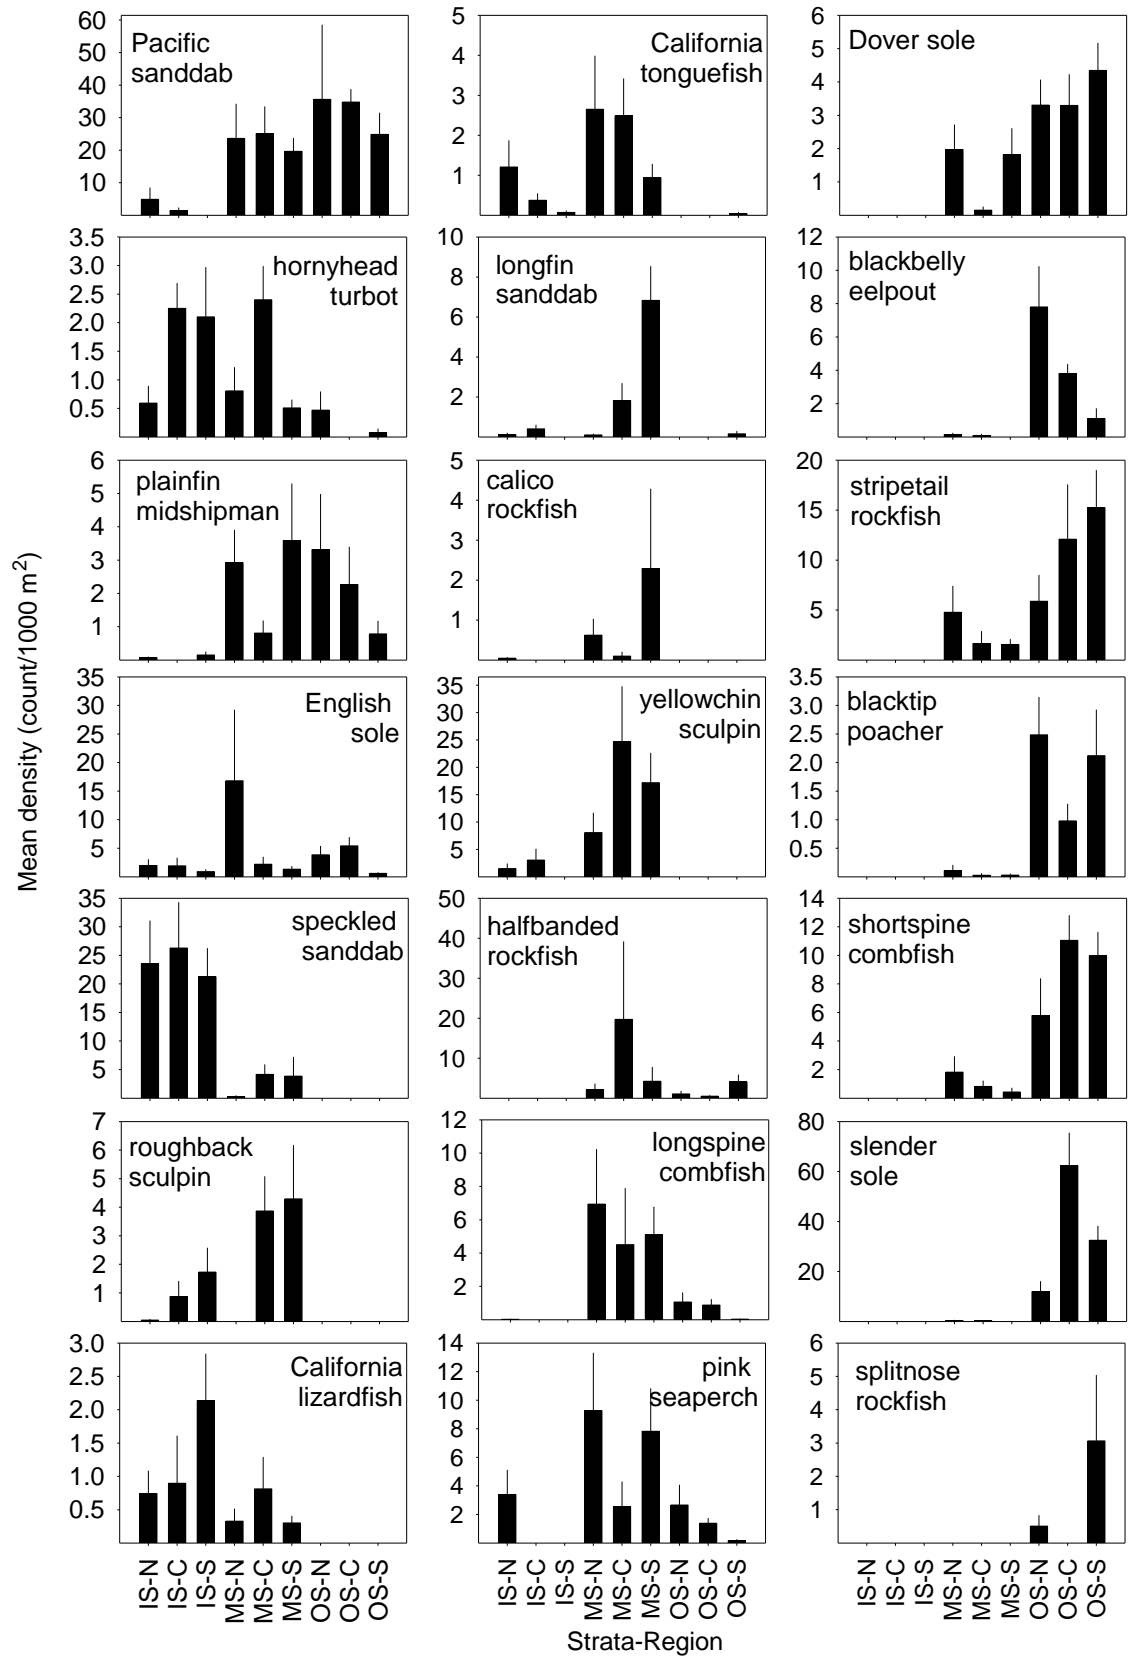 Mean density (count/1000 m²)
60
50
40
30
20
10
Pacific
sanddab
5
4
3
2
1
California
tonguefish
6
5
4
3
2
1
Dover sole
3.5
3.0
2.5
2.0
1.5
1.0
0.5
hornyhead
turbot
10
8
6
4
2
longfin
sanddab
12
10
8
6
4
2
blackbelly
eelpout
6
5
4
3
2
1
plainfin
midshipman
5
4
3
2
1
calico
rockfish
20
15
10
5
stripetail
rockfish
35
30
25
20
15
10
5
English
sole
35
30
25
20
15
10
5
yellowchin
sculpin
3.5
3.0
2.5
2.0
1.5
1.0
0.5
blacktip
poacher
35
30
25
20
15
10
5
speckled
sanddab
50
40
30
20
10
halfbanded
rockfish
14
12
10
8
6
4
2
shortspine
combfish
7
6
5
4
3
2
1
roughback
sculpin
12
10
8
6
4
2
longspine
combfish
80
60
40
20
slender
sole
3.0
2.5
2.0
1.5
1.0
0.5
California
lizardfish
14
12
10
8
6
4
2
pink
seaperch
6
5
4
3
2
1
splitnose
rockfish
IS-N
IS-C
IS-S
MS-N
MS-C
MS-S
OS-N
OS-C
OS-S
IS-N
IS-C
IS-S
MS-N
MS-C
MS-S
OS-N
OS-C
OS-S
IS-N
IS-C
IS-S
MS-N
MS-C
MS-S
OS-N
OS-C
OS-S
Strata-Region